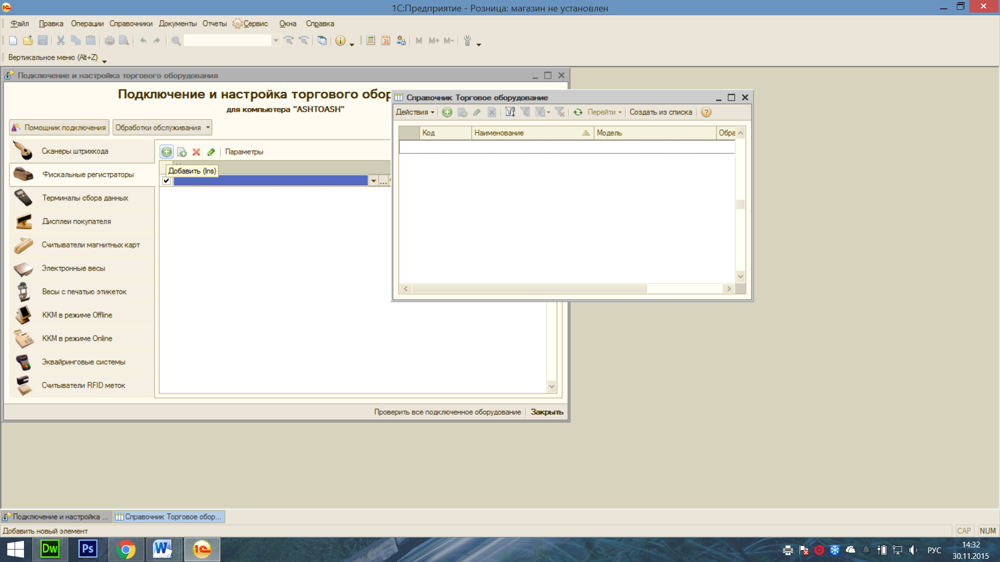 1С:Предприятие - Розница: магазин не установлен
Файл Правка Операции Справочники Документы Отчеты Сервис Окна Справка
31 M M+ M-
Вертикальное меню (Alt+Z)
Подключение и настройка торгового оборудования
Подключение и настройка торгового обор
для компьютера "ASHTOASH"
Помощник подключения Обработки обслуживания
Сканеры штрихкода
Фискальные регистраторы
Терминалы сбора данных
Дисплеи покупателя
Считыватели магнитных карт
Электронные весы
Весы с печатью этикеток
ККМ в режиме Offline
ККМ в режиме Online
Эквайринговые системы
Считыватели RFID меток
Параметры
Добавить (Ins)
...
Проверить все подключенное оборудование Закрыть
Справочник Торговое оборудование
Действия Перейти Создать из списка ?
Код Наименование Модель Обра
Подключение и настройка ... Справочник Торговое обор...
Добавить новый элемент CAP NUM
Dw Ps W 1С РУС 14:32
30.11.2015